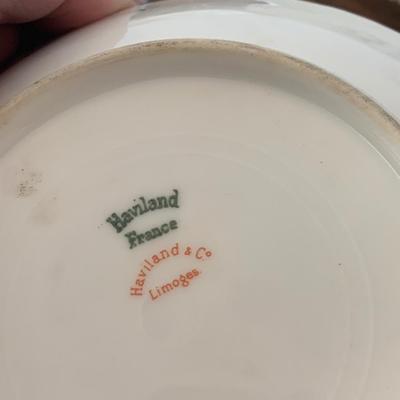 Haviland
France
Haviland & Co
Limoges.